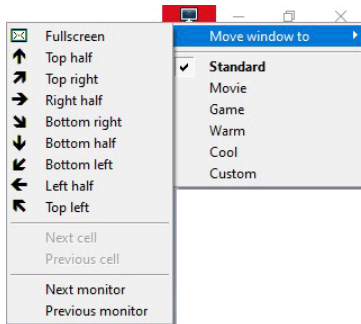 Move window to
Standard
Movie
Game
Warm
Cool
Custom
Fullscreen
Top half
Top right
Right half
Bottom right
Bottom half
Bottom left
Left half
Top left
Next cell
Previous cell
Next monitor
Previous monitor